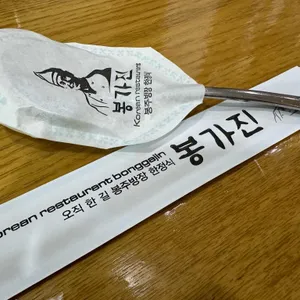 봉가진
Korean restaurant
봉주방장 한정식
봉가진
orean restaurant bonggajin
오직 한 길 봉주방장 한정식